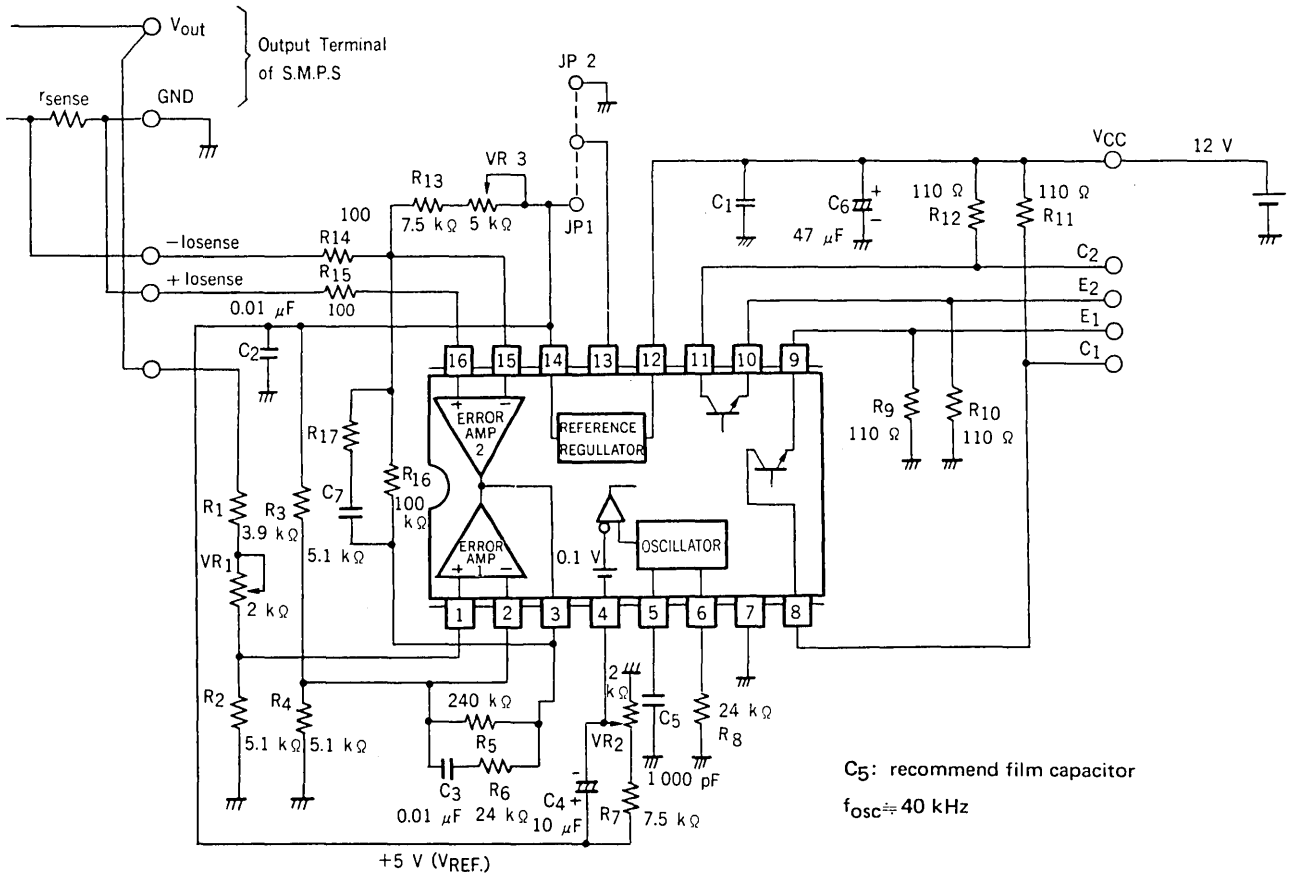 Vout
Output Terminal
of S.M.P.S
rsense
GND
JP 2
JP1
VR 3
R13
7.5 kΩ
5 kΩ
100
R14
−Iosense
R15
+Iosense
100
0.01 μF
C2
VCC
12 V
C1
C6
+
−
47 μF
110 Ω
R12
110 Ω
R11
C2
E2
E1
C1
16
15
14
13
12
11
10
9
+
−
ERROR
AMP
2
REFERENCE
REGULLATOR
R9
110 Ω
R10
110 Ω
R17
C7
R16
100
kΩ
R1
3.9 kΩ
R3
5.1 kΩ
VR1
2 kΩ
ERROR
AMP
1
+
−
0.1 V
OSCILLATOR
1
2
3
4
5
6
7
8
R2
5.1 kΩ
R4
5.1 kΩ
240 kΩ
R5
C3
0.01 μF
R6
24 kΩ
2
kΩ
VR2
−
C4
+
10 μF
R7
7.5 kΩ
C5
1 000 pF
24 kΩ
R8
+5 V (VREF.)
C5: recommend film capacitor
fosc≒40 kHz